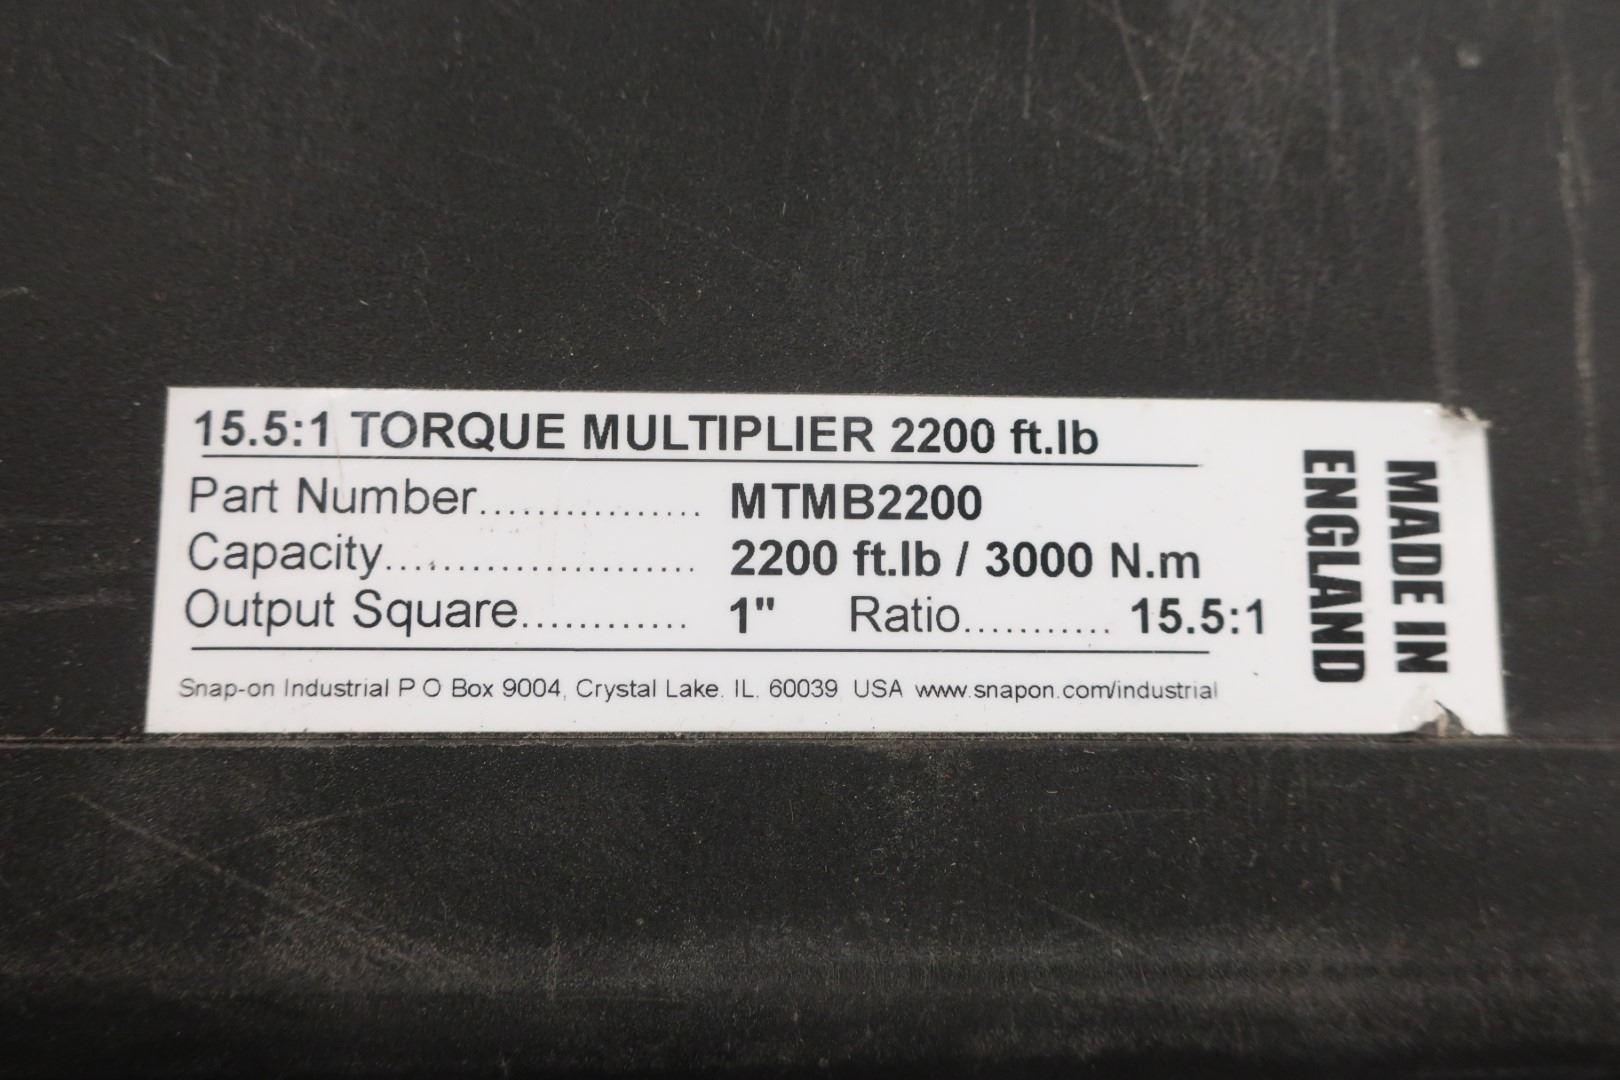 15.5:1 TORQUE MULTIPLIER 2200 ft.lb
Part Number................ MTMB2200
Capacity...................... 2200 ft.lb / 3000 N.m
Output Square............ 1" Ratio........... 15.5:1
Snap-on Industrial P O Box 9004, Crystal Lake. IL. 60039 USA www.snapon.com/industrial
MADE IN
ENGLAND